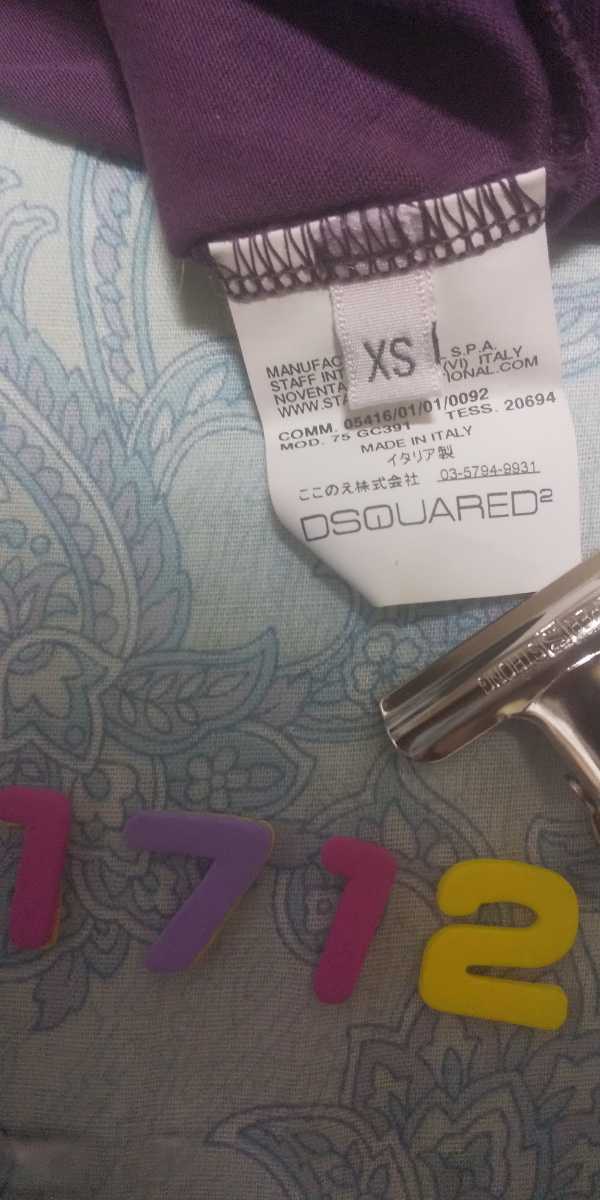 XS
MANUFAC S.P.A.
STAFF INT (VI) ITALY
NOVENTA IONAL.COM
WWW.STA
COMM. 05416/01/01/0092
MOD. 75 GC391 TESS. 20694
MADE IN ITALY
イタリア製
ここのえ株式会社 03-5794-9931
DSQUARED2
1712